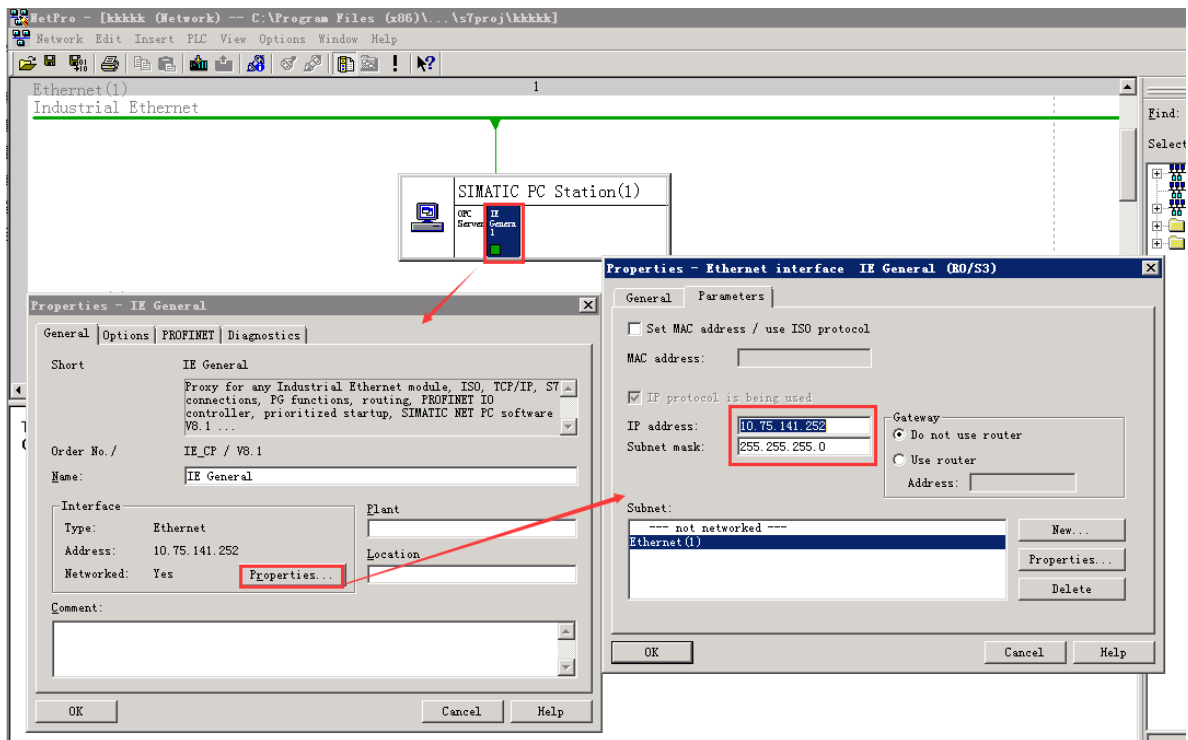 NetPro - [kkkkk (Network) -- C:\Program Files (x86)\...\s7proj\kkkkk]
Network Edit Insert PLC View Options Window Help
Ethernet(1)
1
Industrial Ethernet
Find:
Select
SIMATIC PC Station(1)
OPC Server
IE Genera 1
Properties - IE General
General Options PROFINET Diagnostics
Short
IE General
Proxy for any Industrial Ethernet module, ISO, TCP/IP, S7
connections, PG functions, routing, PROFINET IO
controller, prioritized startup, SIMATIC NET PC software
V8.1 ...
Order No./
IE_CP / V8.1
Name:
IE General
Interface
Type: Ethernet
Address: 10.75.141.252
Networked: Yes
Properties...
Plant
Location
Comment:
OK Cancel Help
Properties - Ethernet interface IE General (R0/S3)
General Parameters
Set MAC address / use ISO protocol
MAC address:
IP protocol is being used
IP address: 10.75.141.252
Subnet mask: 255.255.255.0
Gateway
Do not use router
Use router
Address:
Subnet:
--- not networked ---
Ethernet(1)
New...
Properties...
Delete
OK Cancel Help